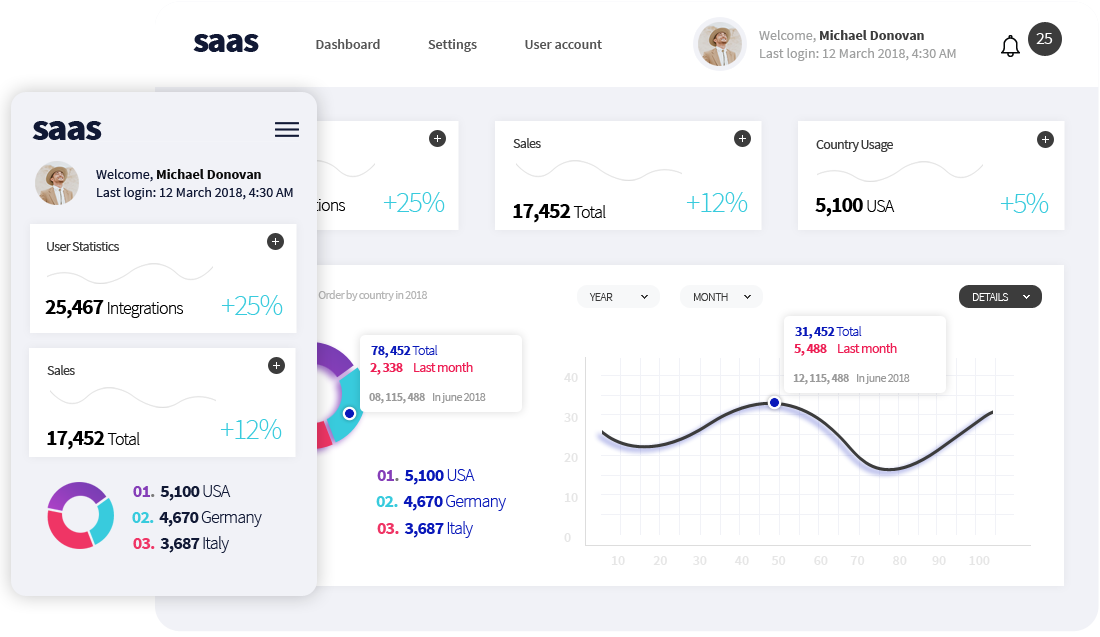 saas
Dashboard
Settings
User account
Welcome, Michael Donovan
Last login: 12 March 2018, 4:30 AM
25
saas
Welcome, Michael Donovan
Last login: 12 March 2018, 4:30 AM
User Statistics
25,467 Integrations
+25%
Sales
17,452 Total
+12%
01. 5,100 USA
02. 4,670 Germany
03. 3,687 Italy
+25%
Sales
17,452 Total
+12%
Country Usage
5,100 USA
+5%
Order by country in 2018
YEAR
MONTH
DETAILS
78,452 Total
2,338 Last month
08,115,488 In june 2018
01. 5,100 USA
02. 4,670 Germany
03. 3,687 Italy
31,452 Total
5,488 Last month
12,115,488 In june 2018
40
30
20
10
0
10 20 30 40 50 60 70 80 90 100